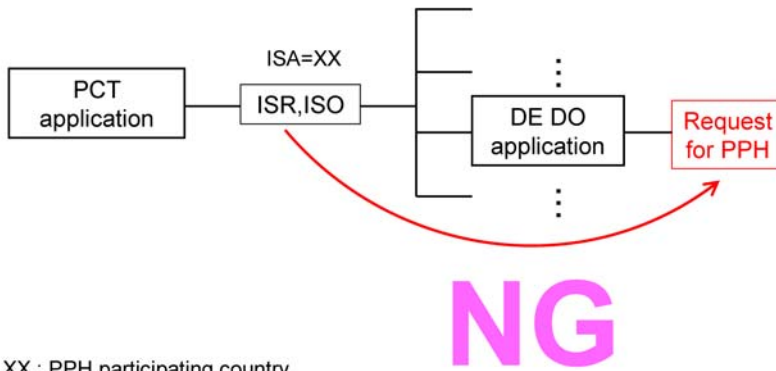 ISA=XX
PCT
application
ISR,ISO
DE DO
application
Request
for PPH
NG
XX : PPH participating country